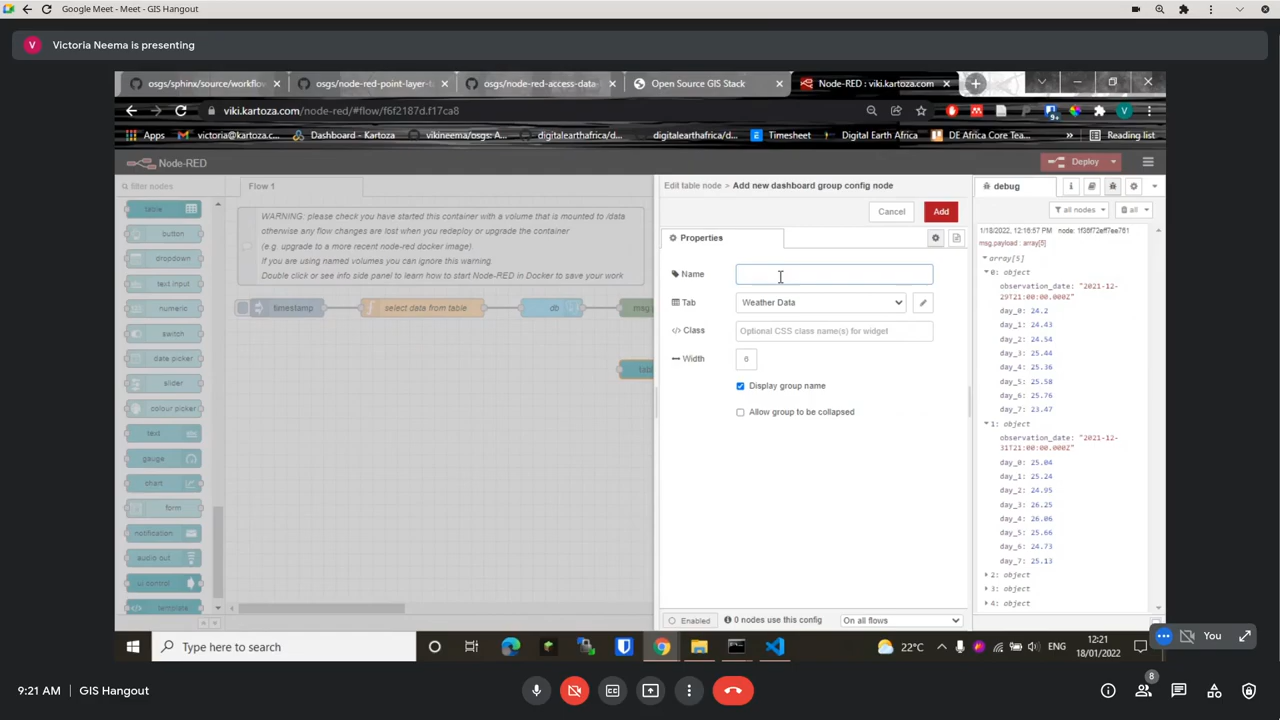 Google Meet - Meet - GIS Hangout
V Victoria Neema is presenting
osgs/sphinx/source/workflow
osgs/node-red-point-layer-t
osgs/node-red-access-data-
Open Source GIS Stack
Node-RED : viki.kartoza.com
viki.kartoza.com/node-red/#flow/f6f2187d.f17ca8
Apps
victoria@kartoza.c...
Dashboard - Kartoza
vikineema/osgs: A...
digitalearthafrica/d...
digitalearthafrica/d...
Timesheet
Digital Earth Africa
DE Africa Core Tea...
»
Reading list
Node-RED
Deploy
filter nodes
Flow 1
Edit table node > Add new dashboard group config node
debug
Cancel
Add
all nodes
all
table
button
dropdown
text input
numeric
switch
date picker
slider
colour picker
text
gauge
chart
form
notification
audio out
ui control
template
WARNING: please check you have started this container with a volume that is mounted to /data
otherwise any flow changes are lost when you redeploy or upgrade the container
(e.g. upgrade to a more recent node-red docker image).
If you are using named volumes you can ignore this warning.
Double click or see info side panel to learn how to start Node-RED in Docker to save your work
timestamp
select data from table
db
msg
Properties
Name
Tab
Weather Data
Class
Optional CSS class name(s) for widget
Width
6
Display group name
Allow group to be collapsed
Enabled
0 nodes use this config
On all flows
1/18/2022, 12:16:57 PM node: 1f36f72eff7ee761
msg.payload : array[5]
array[5]
0: object
observation_date: "2021-12-
29T21:00:00.000Z"
day_0: 24.2
day_1: 24.43
day_2: 24.54
day_3: 25.44
day_4: 25.36
day_5: 25.58
day_6: 25.76
day_7: 23.47
1: object
observation_date: "2021-12-
31T21:00:00.000Z"
day_0: 25.04
day_1: 25.24
day_2: 24.95
day_3: 26.25
day_4: 26.06
day_5: 25.66
day_6: 24.73
day_7: 25.13
2: object
3: object
4: object
Type here to search
22°C
ENG
12:21
18/01/2022
You
9:21 AM | GIS Hangout
8